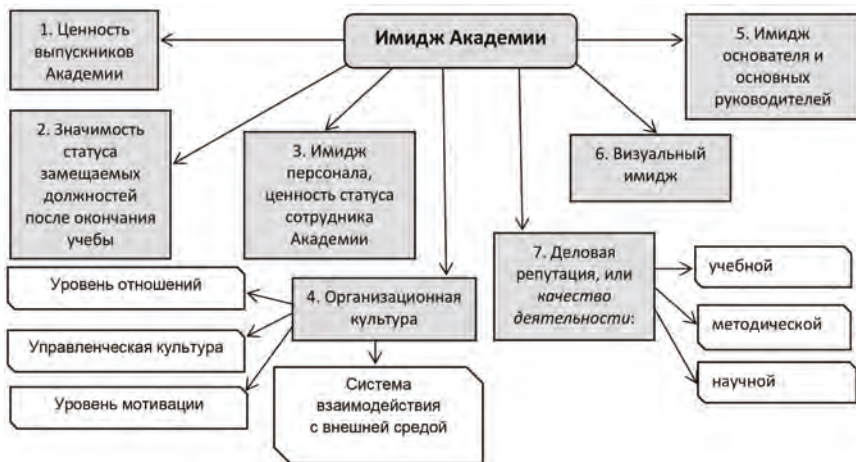 Имидж Академии
1. Ценность
выпускников
Академии
5. Имидж
основателя и
основных
руководителей
2. Значимость
статуса
замещаемых
должностей
после окончания
учебы
3. Имидж
персонала,
ценность статуса
сотрудника
Академии
6. Визуальный
имидж
4. Организационная
культура
7. Деловая
репутация, или
качество
деятельности:
Уровень отношений
Управленческая культура
Уровень мотивации
Система
взаимодействия
с внешней средой
учебной
методической
научной